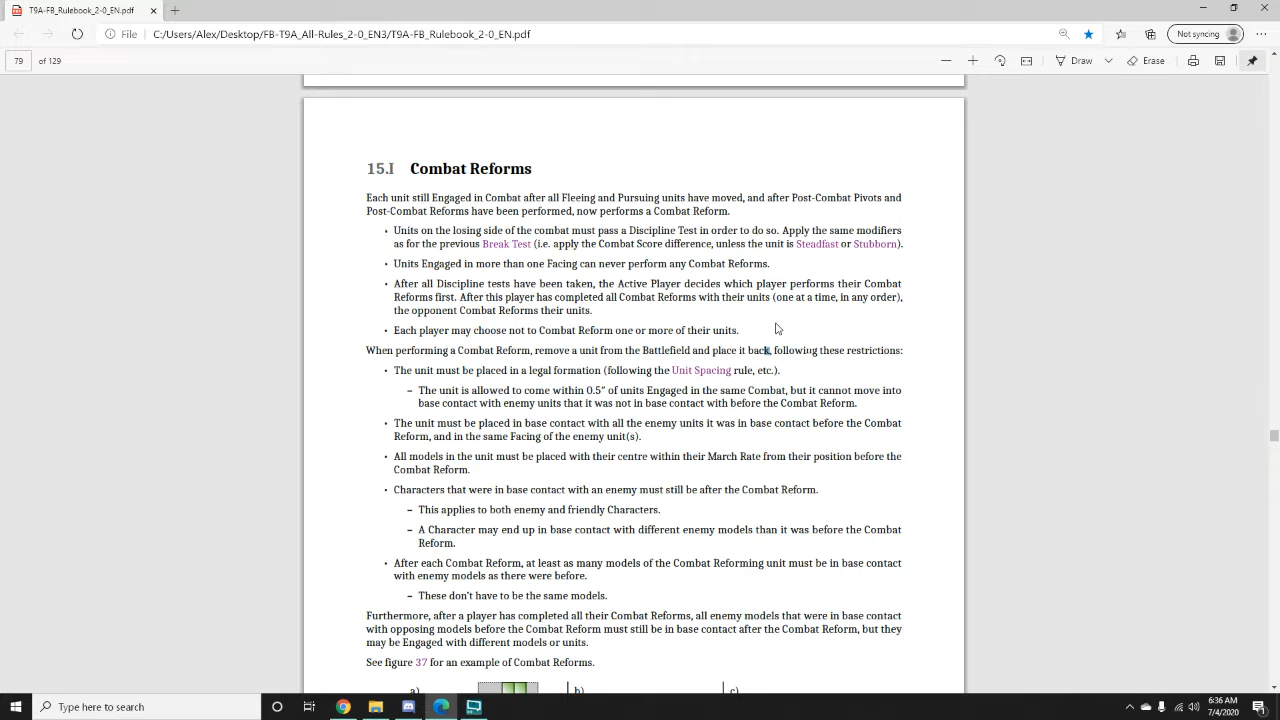 T9A-FB_Rulebook_2-0_EN.pdf
File C:/Users/Alex/Desktop/FB-T9A_All-Rules_2-0_EN3/T9A-FB_Rulebook_2-0_EN.pdf Not syncing
79 of 129 Draw Erase
15.I Combat Reforms
Each unit still Engaged in Combat after all Fleeing and Pursuing units have moved, and after Post-Combat Pivots and
Post-Combat Reforms have been performed, now performs a Combat Reform.
• Units on the losing side of the combat must pass a Discipline Test in order to do so. Apply the same modifiers
as for the previous Break Test (i.e. apply the Combat Score difference, unless the unit is Steadfast or Stubborn).
• Units Engaged in more than one Facing can never perform any Combat Reforms.
• After all Discipline tests have been taken, the Active Player decides which player performs their Combat
Reforms first. After this player has completed all Combat Reforms with their units (one at a time, in any order),
the opponent Combat Reforms their units.
• Each player may choose not to Combat Reform one or more of their units.
When performing a Combat Reform, remove a unit from the Battlefield and place it back, following these restrictions:
• The unit must be placed in a legal formation (following the Unit Spacing rule, etc.).
– The unit is allowed to come within 0.5″ of units Engaged in the same Combat, but it cannot move into
base contact with enemy units that it was not in base contact with before the Combat Reform.
• The unit must be placed in base contact with all the enemy units it was in base contact before the Combat
Reform, and in the same Facing of the enemy unit(s).
• All models in the unit must be placed with their centre within their March Rate from their position before the
Combat Reform.
• Characters that were in base contact with an enemy must still be after the Combat Reform.
– This applies to both enemy and friendly Characters.
– A Character may end up in base contact with different enemy models than it was before the Combat
Reform.
• After each Combat Reform, at least as many models of the Combat Reforming unit must be in base contact
with enemy models as there were before.
– These don't have to be the same models.
Furthermore, after a player has completed all their Combat Reforms, all enemy models that were in base contact
with opposing models before the Combat Reform must still be in base contact after the Combat Reform, but they
may be Engaged with different models or units.
See figure 37 for an example of Combat Reforms.
a) b) c)
Type here to search
6:36 AM
7/4/2020